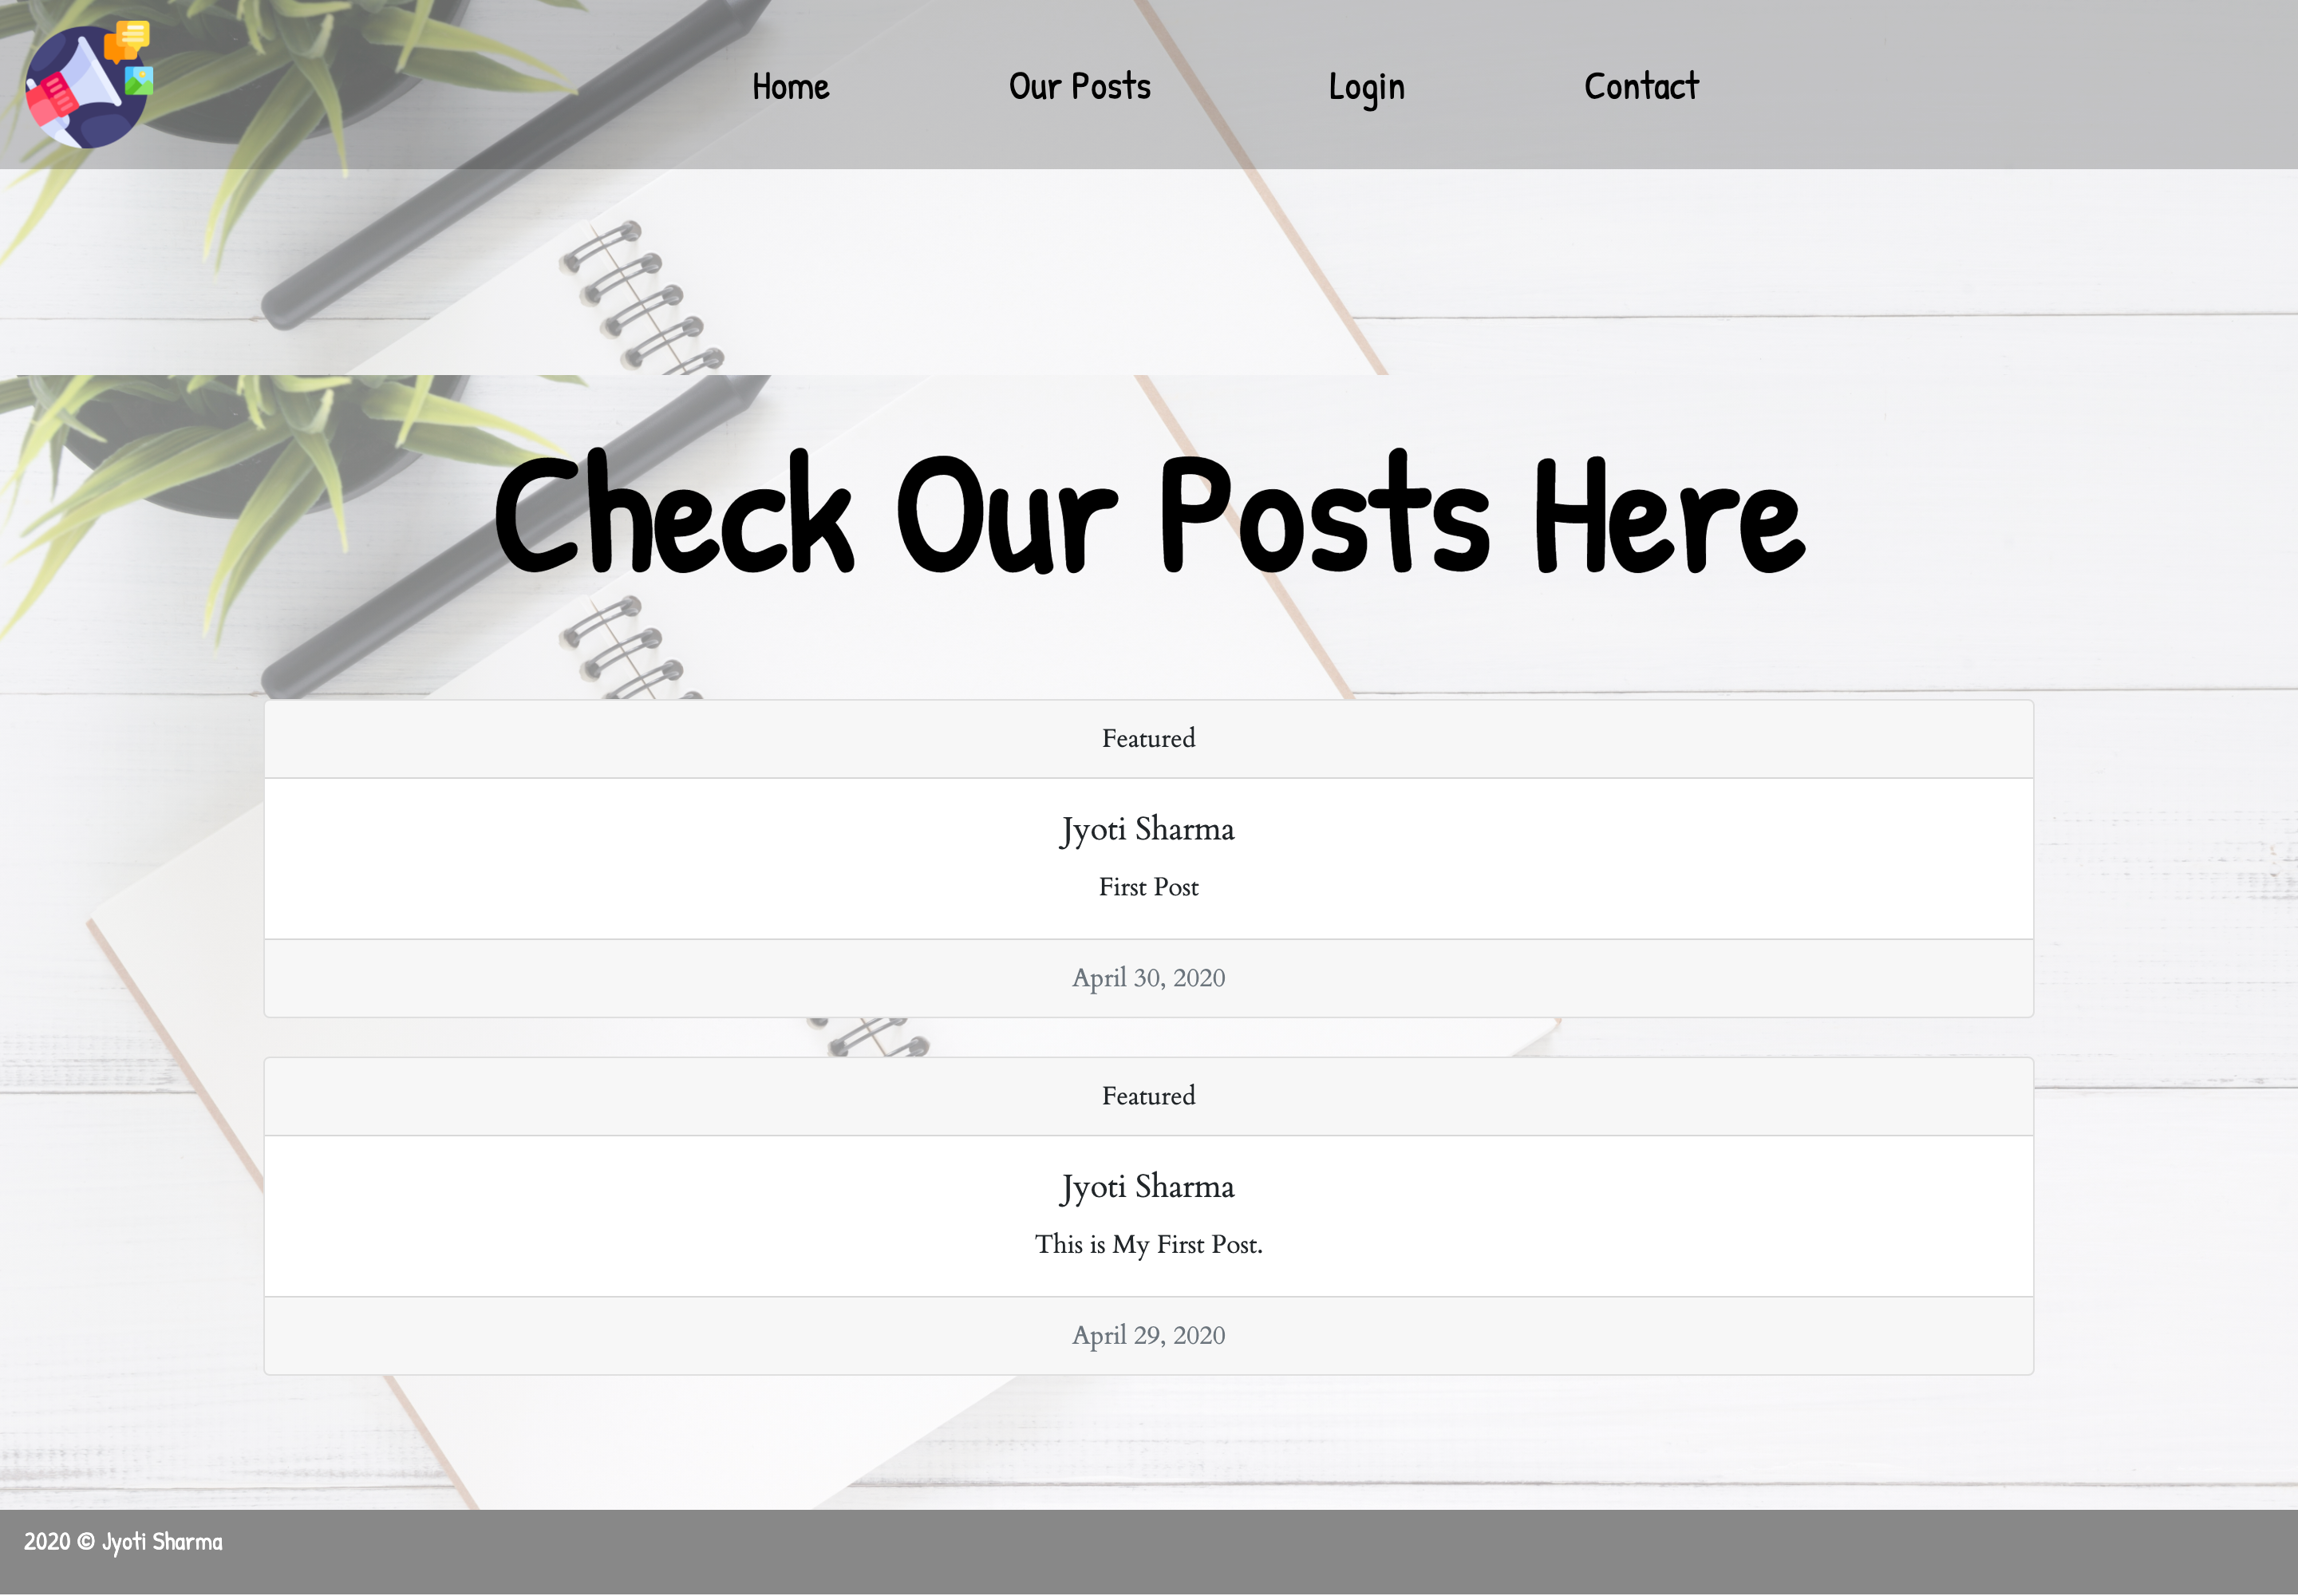 Home
Our Posts
Login
Contact
Check Our Posts Here
Featured
Jyoti Sharma
First Post
April 30, 2020
Featured
Jyoti Sharma
This is My First Post.
April 29, 2020
2020 © Jyoti Sharma